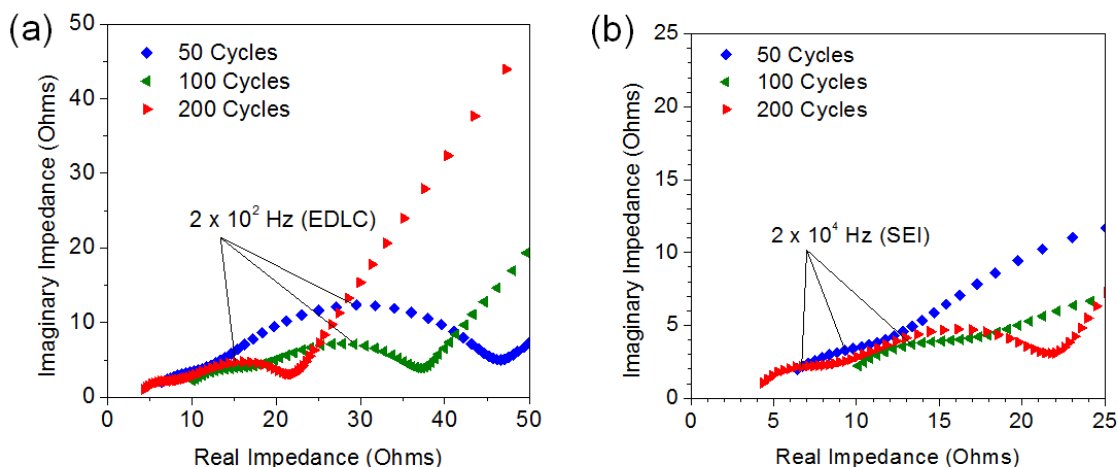 (a)
50
40
30
20
10
0
Imaginary Impedance (Ohms)
50 Cycles
100 Cycles
200 Cycles
2 x 10² Hz (EDLC)
0 10 20 30 40 50
Real Impedance (Ohms)
(b)
25
20
15
10
5
0
Imaginary Impedance (Ohms)
50 Cycles
100 Cycles
200 Cycles
2 x 10⁴ Hz (SEI)
0 5 10 15 20 25
Real Impedance (Ohms)